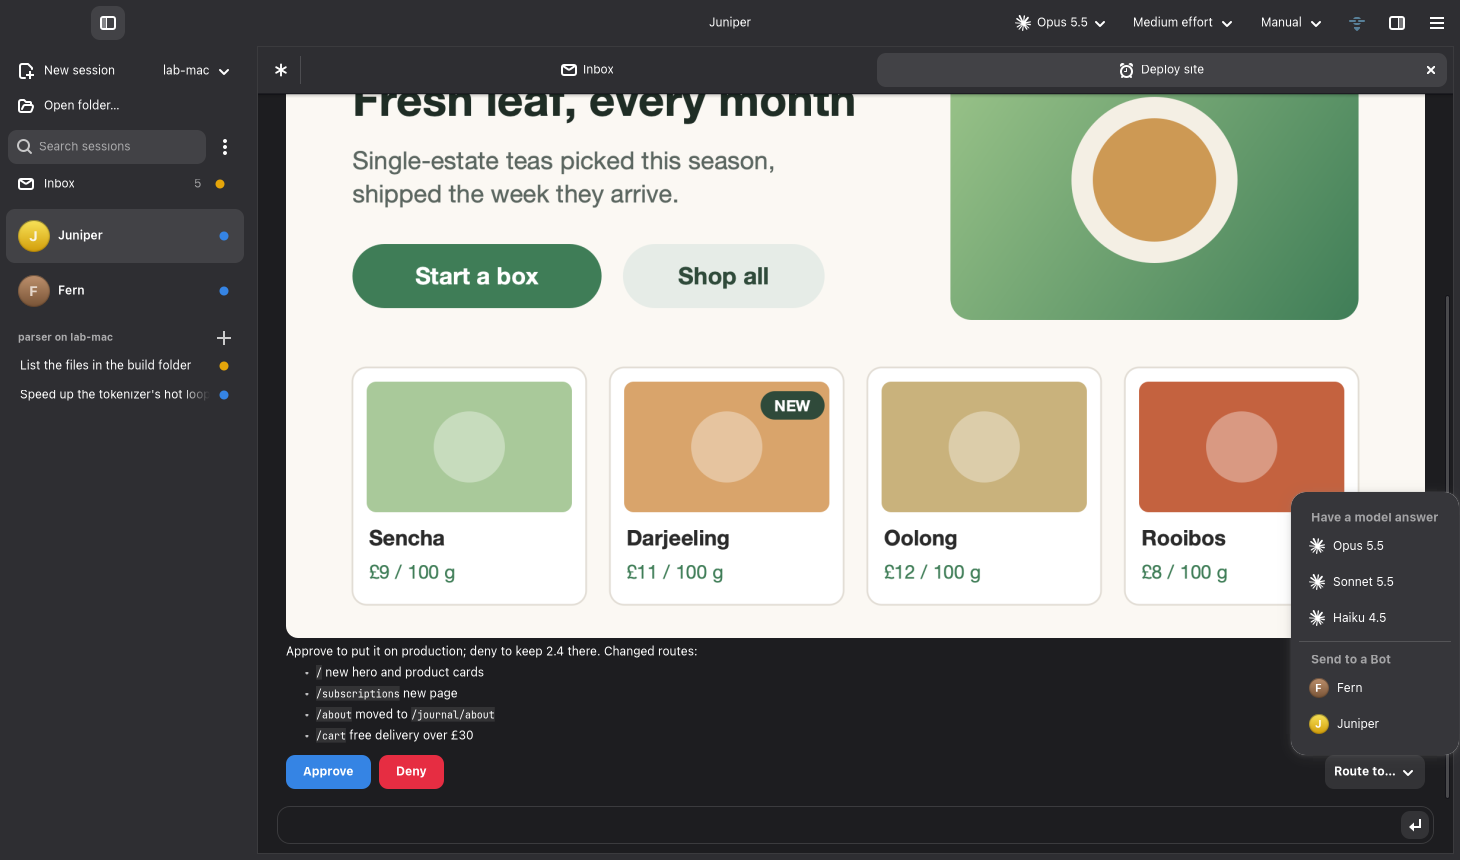 Juniper
Opus 5.5
Medium effort
Manual
New session
lab-mac
Open folder...
Search sessions
Inbox
5
J
Juniper
F
Fern
parser on lab-mac
List the files in the build folder
Speed up the tokenizer's hot loop
Inbox
Deploy site
Fresh leaf, every month
Single-estate teas picked this season,
shipped the week they arrive.
Start a box
Shop all
NEW
Sencha
£9 / 100 g
Darjeeling
£11 / 100 g
Oolong
£12 / 100 g
Rooibos
£8 / 100 g
Approve to put it on production; deny to keep 2.4 there. Changed routes:
• / new hero and product cards
• /subscriptions new page
• /about moved to /journal/about
• /cart free delivery over £30
Approve
Deny
Have a model answer
Opus 5.5
Sonnet 5.5
Haiku 4.5
Send to a Bot
F
Fern
J
Juniper
Route to...